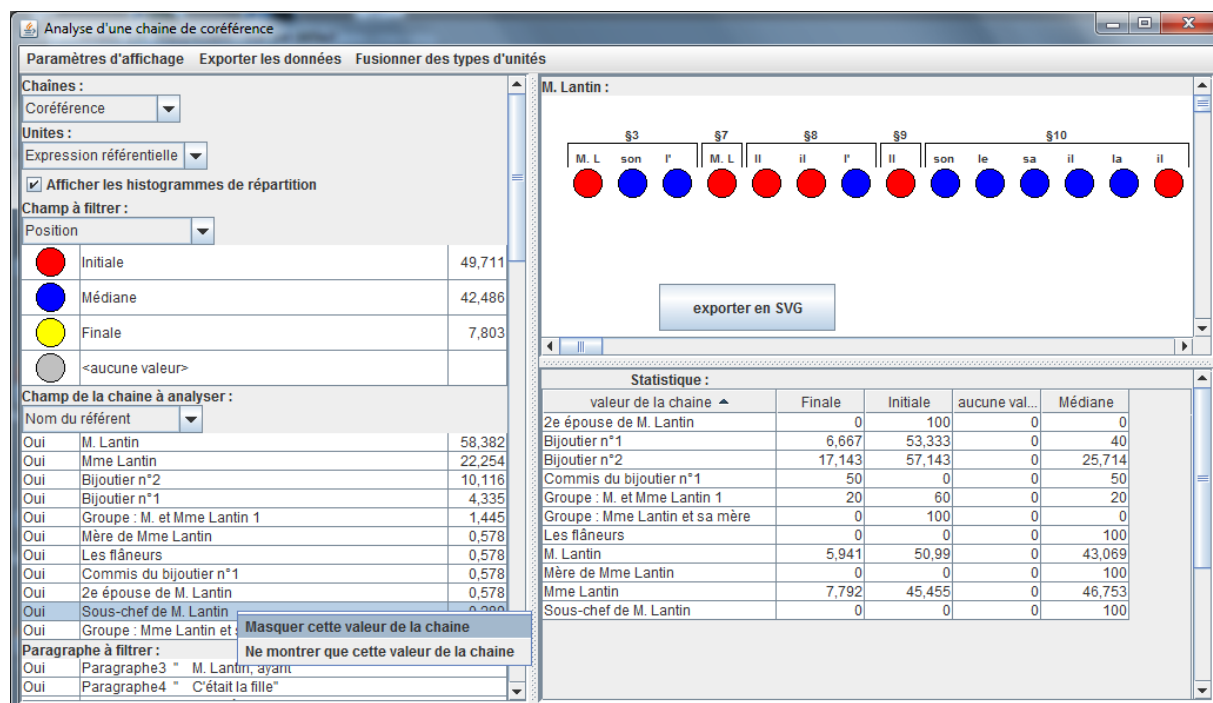 Analyse d'une chaine de coréférence
Paramètres d'affichage Exporter les données Fusionner des types d'unités
Chaînes :
Coréférence
Unites :
Expression référentielle
Afficher les histogrammes de répartition
Champ à filtrer :
Position
Initiale 49,711
Médiane 42,486
Finale 7,803
<aucune valeur>
Champ de la chaine à analyser :
Nom du référent
Oui M. Lantin 58,382
Oui Mme Lantin 22,254
Oui Bijoutier n°2 10,116
Oui Bijoutier n°1 4,335
Oui Groupe : M. et Mme Lantin 1 1,445
Oui Mère de Mme Lantin 0,578
Oui Les flâneurs 0,578
Oui Commis du bijoutier n°1 0,578
Oui 2e épouse de M. Lantin 0,578
Oui Sous-chef de M. Lantin
Oui Groupe : Mme Lantin et
Masquer cette valeur de la chaine
Ne montrer que cette valeur de la chaine
Paragraphe à filtrer :
Oui Paragraphe3 " M. Lantin, ayant
Oui Paragraphe4 " C'était la fille"
M. Lantin :
§3 §7 §8 §9 §10
M. L son l' M. L Il il l' Il son le sa il la il
exporter en SVG
Statistique :
valeur de la chaine Finale Initiale aucune val... Médiane
2e épouse de M. Lantin 0 100 0 0
Bijoutier n°1 6,667 53,333 0 40
Bijoutier n°2 17,143 57,143 0 25,714
Commis du bijoutier n°1 50 0 0 50
Groupe : M. et Mme Lantin 1 20 60 0 20
Groupe : Mme Lantin et sa mère 0 100 0 0
Les flâneurs 0 0 0 100
M. Lantin 5,941 50,99 0 43,069
Mère de Mme Lantin 0 0 0 100
Mme Lantin 7,792 45,455 0 46,753
Sous-chef de M. Lantin 0 0 0 100